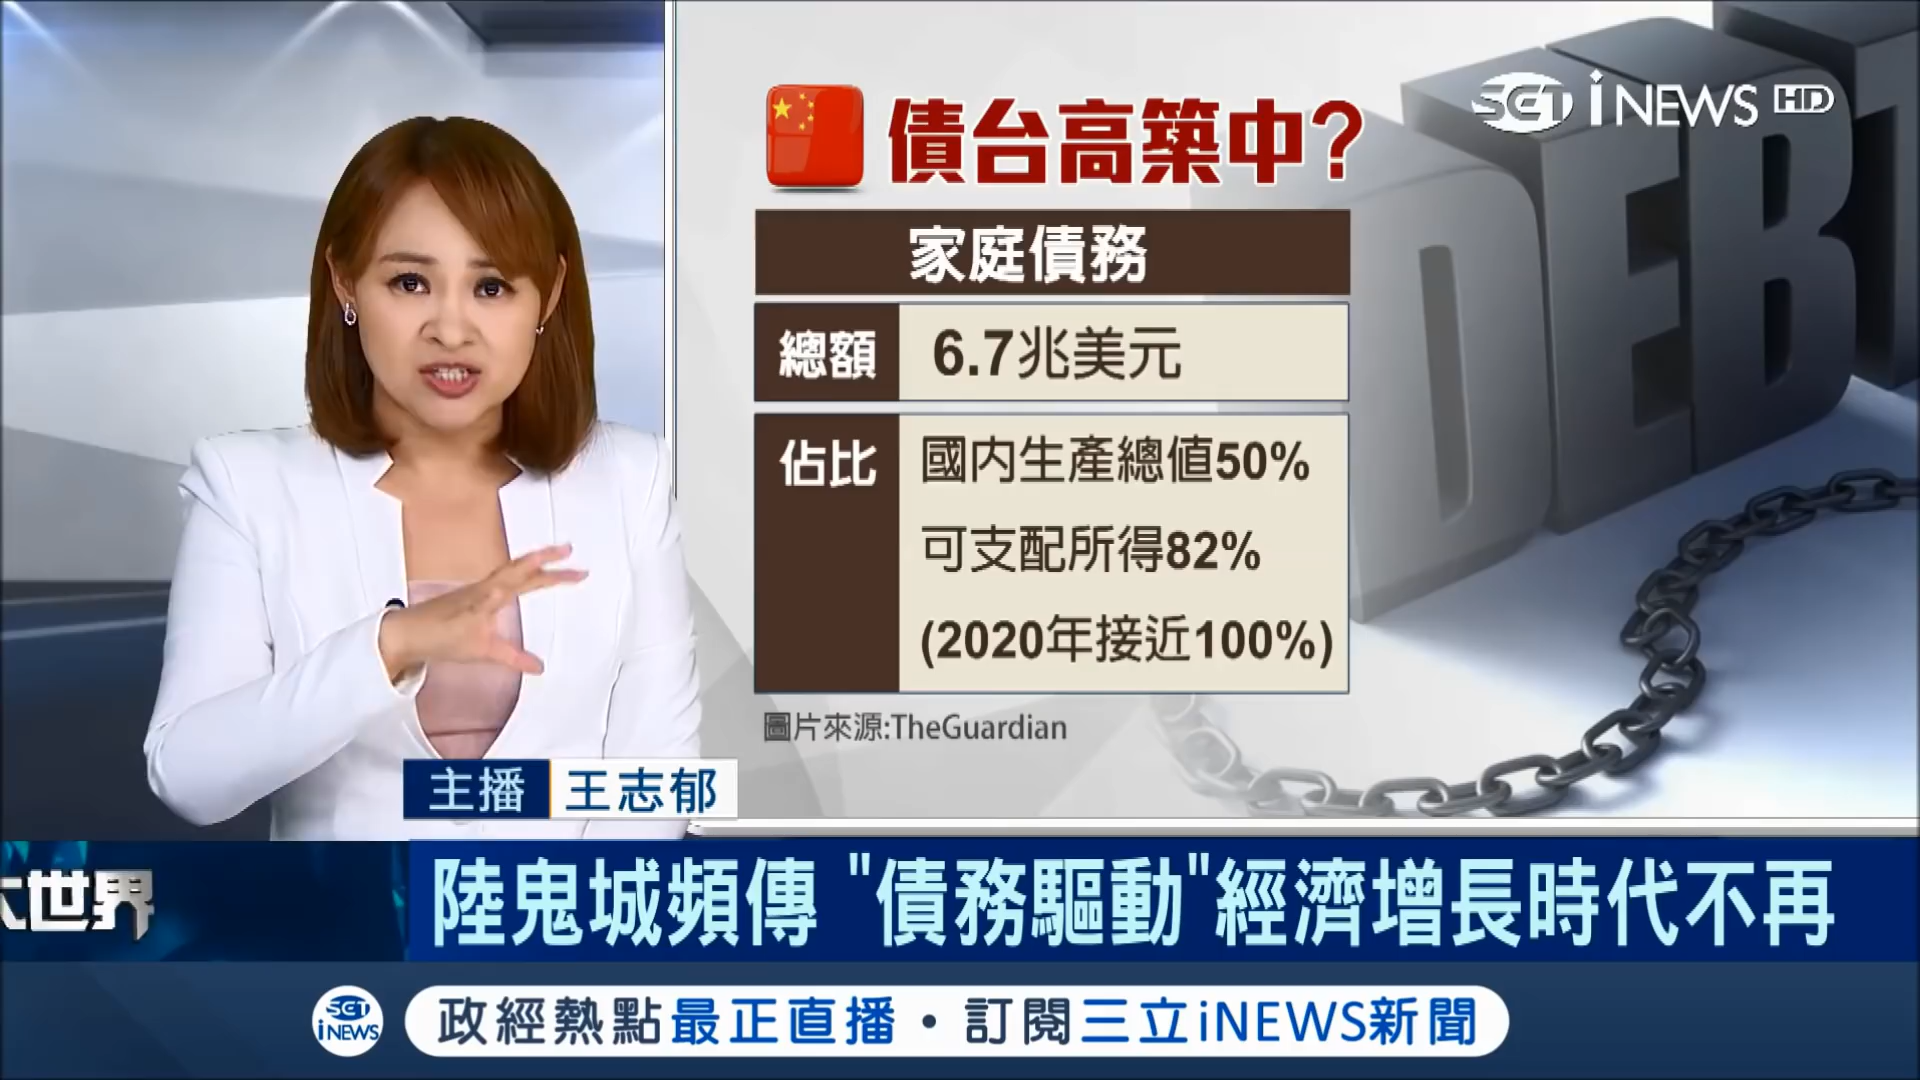 SET iNEWS HD
債台高築中?
家庭債務
總額 6.7兆美元
佔比 國內生產總值50%
可支配所得82%
(2020年接近100%)
圖片來源:TheGuardian
DEBT
主播 王志郁
大世界
陸鬼城頻傳 "債務驅動"經濟增長時代不再
SET iNEWS
政經熱點最正直播・訂閱三立iNEWS新聞